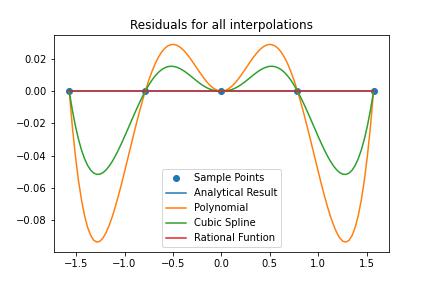 Residuals for all interpolations
0.02
0.00
−0.02
−0.04
−0.06
−0.08
Sample Points
Analytical Result
Polynomial
Cubic Spline
Rational Funtion
−1.5 −1.0 −0.5 0.0 0.5 1.0 1.5